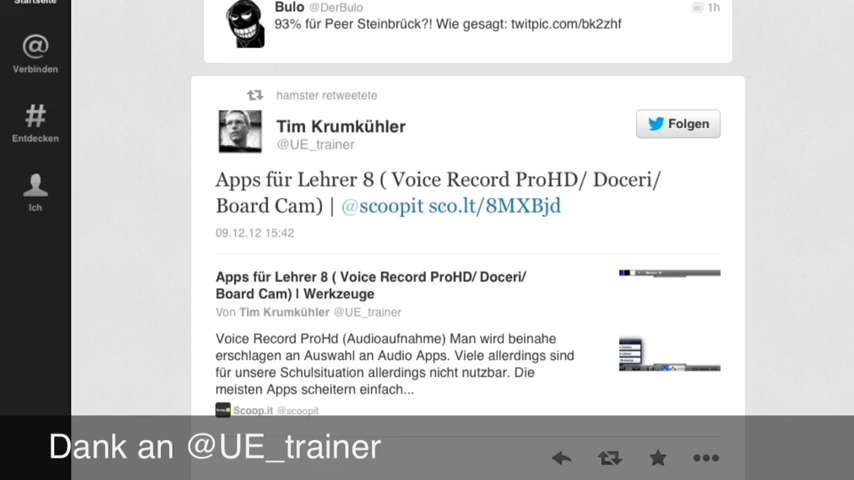 Startseite
Bulo @DerBulo
1h
93% für Peer Steinbrück?! Wie gesagt: twitpic.com/bk2zhf
Verbinden
Entdecken
Ich
hamster retweetete
Tim Krumkühler
@UE_trainer
Folgen
Apps für Lehrer 8 ( Voice Record ProHD/ Doceri/
Board Cam) | @scoopit sco.lt/8MXBjd
09.12.12 15:42
Apps für Lehrer 8 ( Voice Record ProHD/ Doceri/
Board Cam) | Werkzeuge
Von Tim Krumkühler @UE_trainer
Voice Record ProHd (Audioaufnahme) Man wird beinahe
erschlagen an Auswahl an Audio Apps. Viele allerdings sind
für unsere Schulsituation allerdings nicht nutzbar. Die
meisten Apps scheitern einfach...
Scoop.it @scoopit
Dank an @UE_trainer